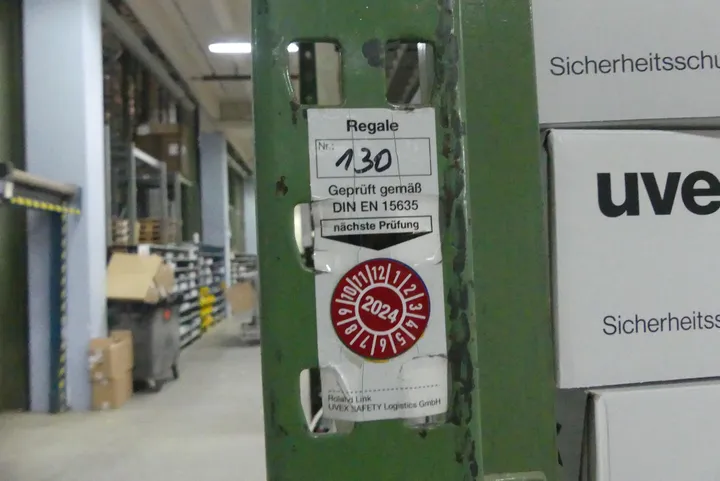 Regale
Nr.: 130
Geprüft gemäß
DIN EN 15635
nächste Prüfung
12 1 2 3 4 5 6 7 8 9 10 11
2024
Roland Link
UVEX SAFETY Logistics GmbH
Sicherheitsschu
uve
Sicherheitss